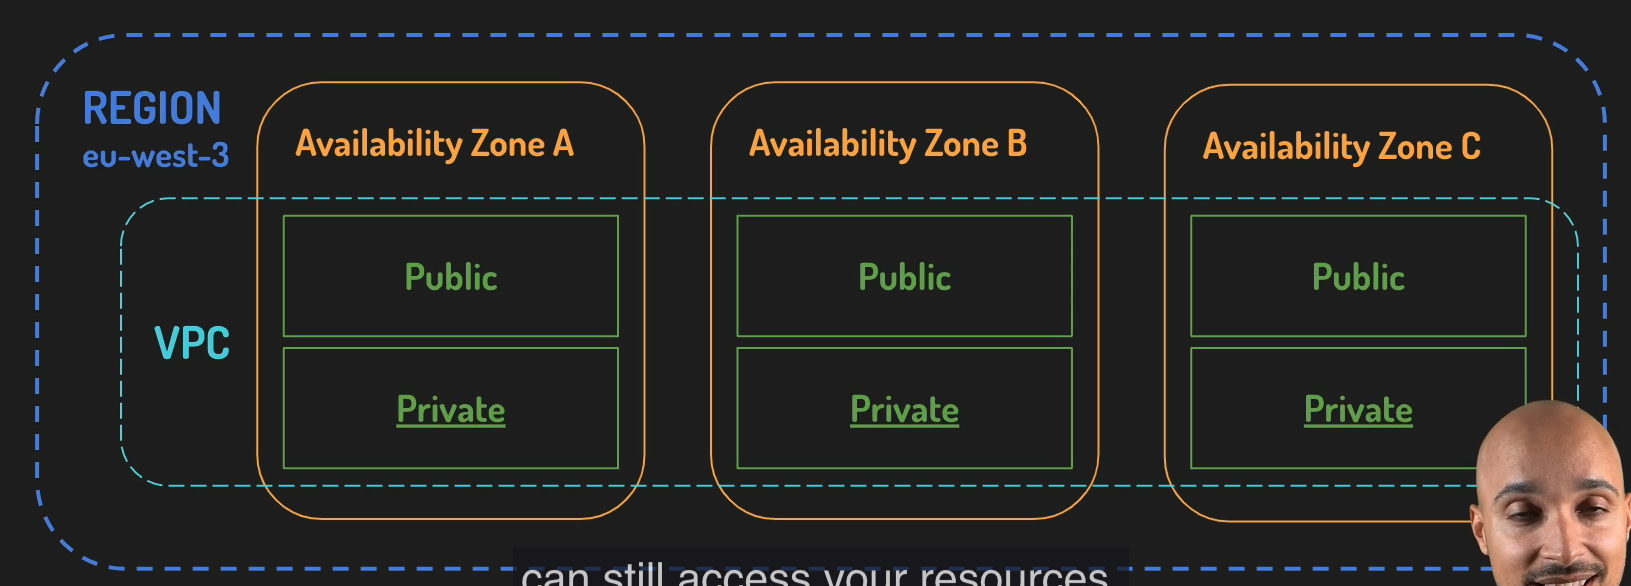 REGION
eu-west-3
Availability Zone A
Availability Zone B
Availability Zone C
Public
Public
Public
VPC
Private
Private
Private
can still access your resources